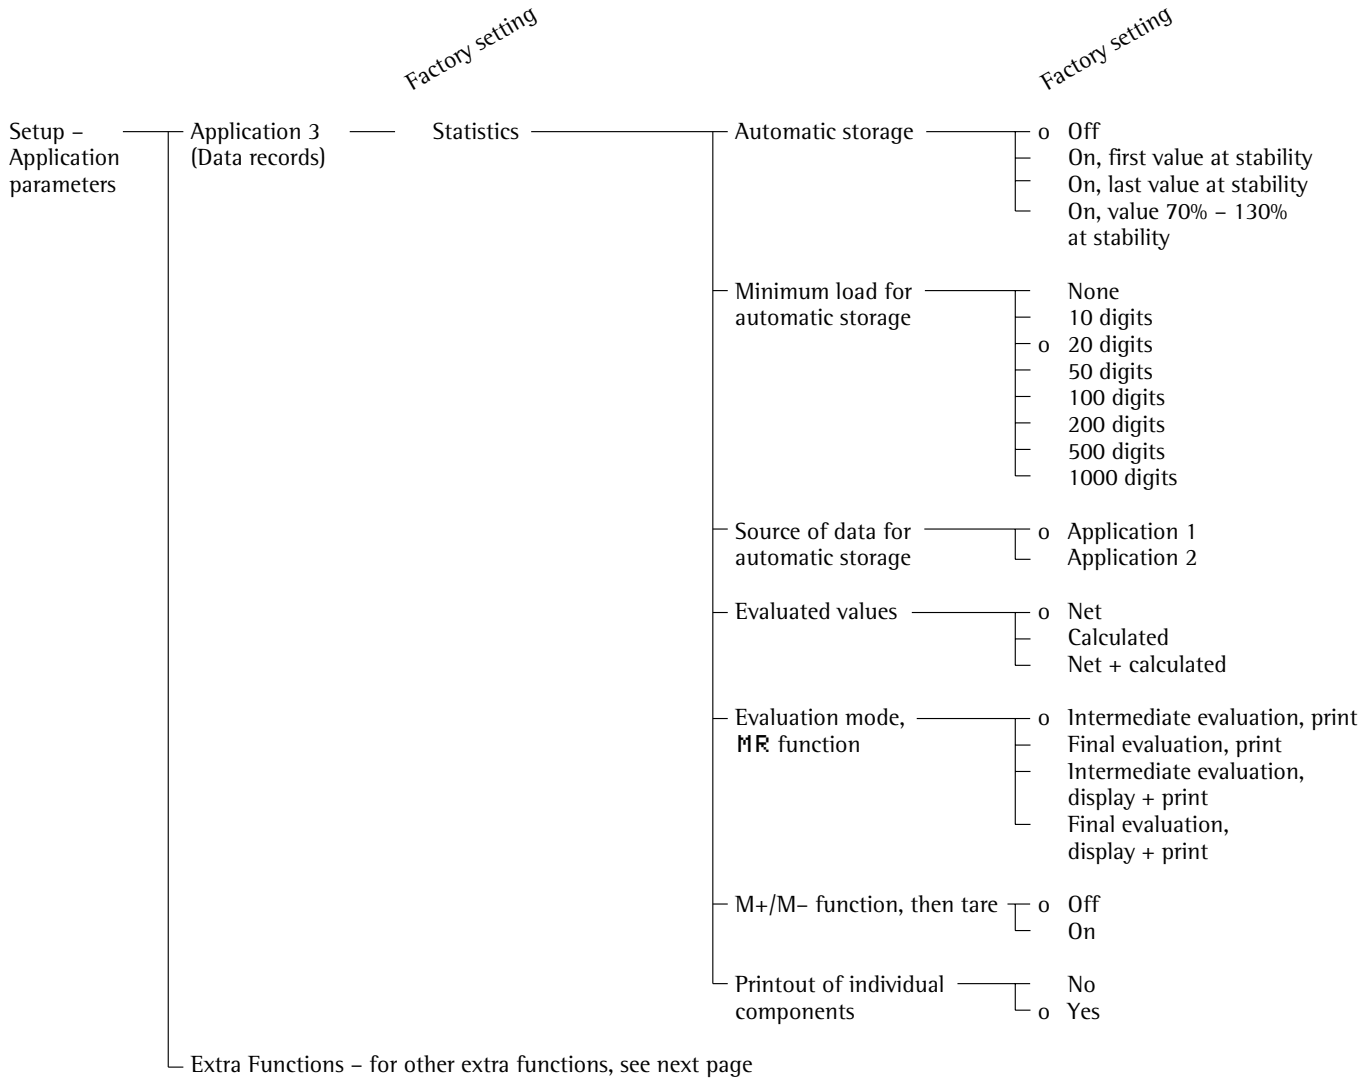 Factory setting
Factory setting
Setup –
Application
parameters
Application 3
(Data records)
Statistics
Automatic storage
o Off
On, first value at stability
On, last value at stability
On, value 70% – 130%
at stability
Minimum load for
automatic storage
None
10 digits
o 20 digits
50 digits
100 digits
200 digits
500 digits
1000 digits
Source of data for
automatic storage
o Application 1
Application 2
Evaluated values
o Net
Calculated
Net + calculated
Evaluation mode,
MR function
o Intermediate evaluation, print
Final evaluation, print
Intermediate evaluation,
display + print
Final evaluation,
display + print
M+/M– function, then tare
o Off
On
Printout of individual
components
No
o Yes
Extra Functions – for other extra functions, see next page